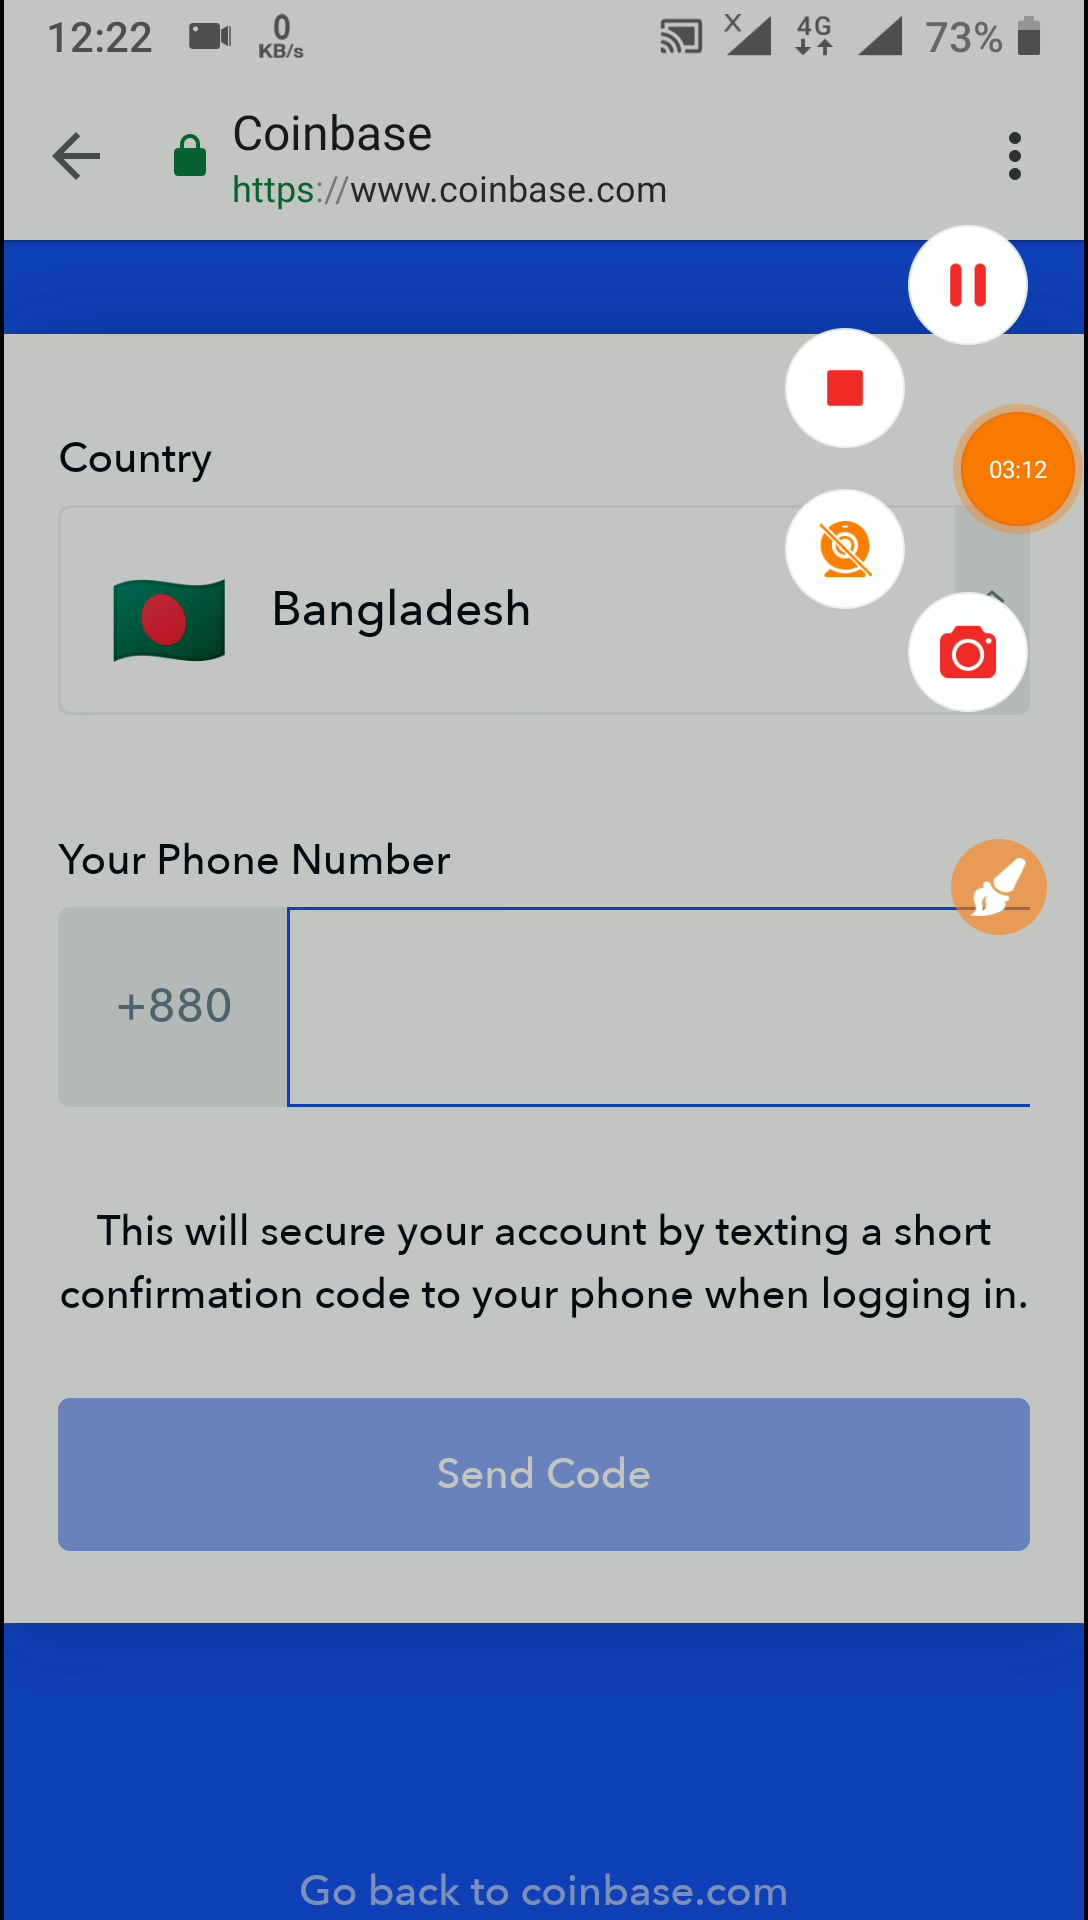 12:22 0 KB/s X 4G 73%
Coinbase
https://www.coinbase.com
03:12
Country
Bangladesh
Your Phone Number
+880
This will secure your account by texting a short
confirmation code to your phone when logging in.
Send Code
Go back to coinbase.com